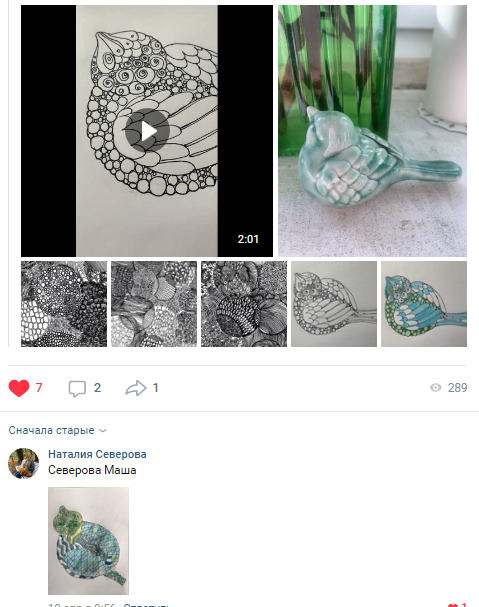 2:01
7 2 1 289
Сначала старые
Наталия Северова
Северова Маша
1